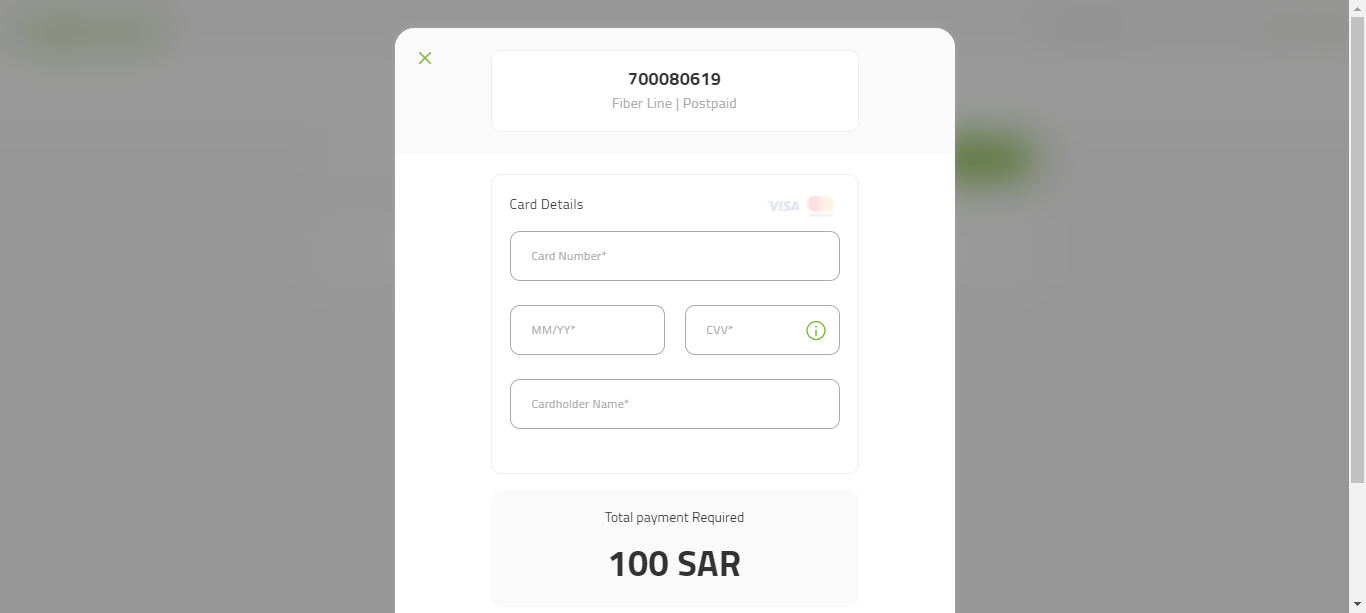 700080619
Fiber Line | Postpaid
Card Details
VISA
Card Number*
MM/YY*
CVV*
Cardholder Name*
Total payment Required
100 SAR